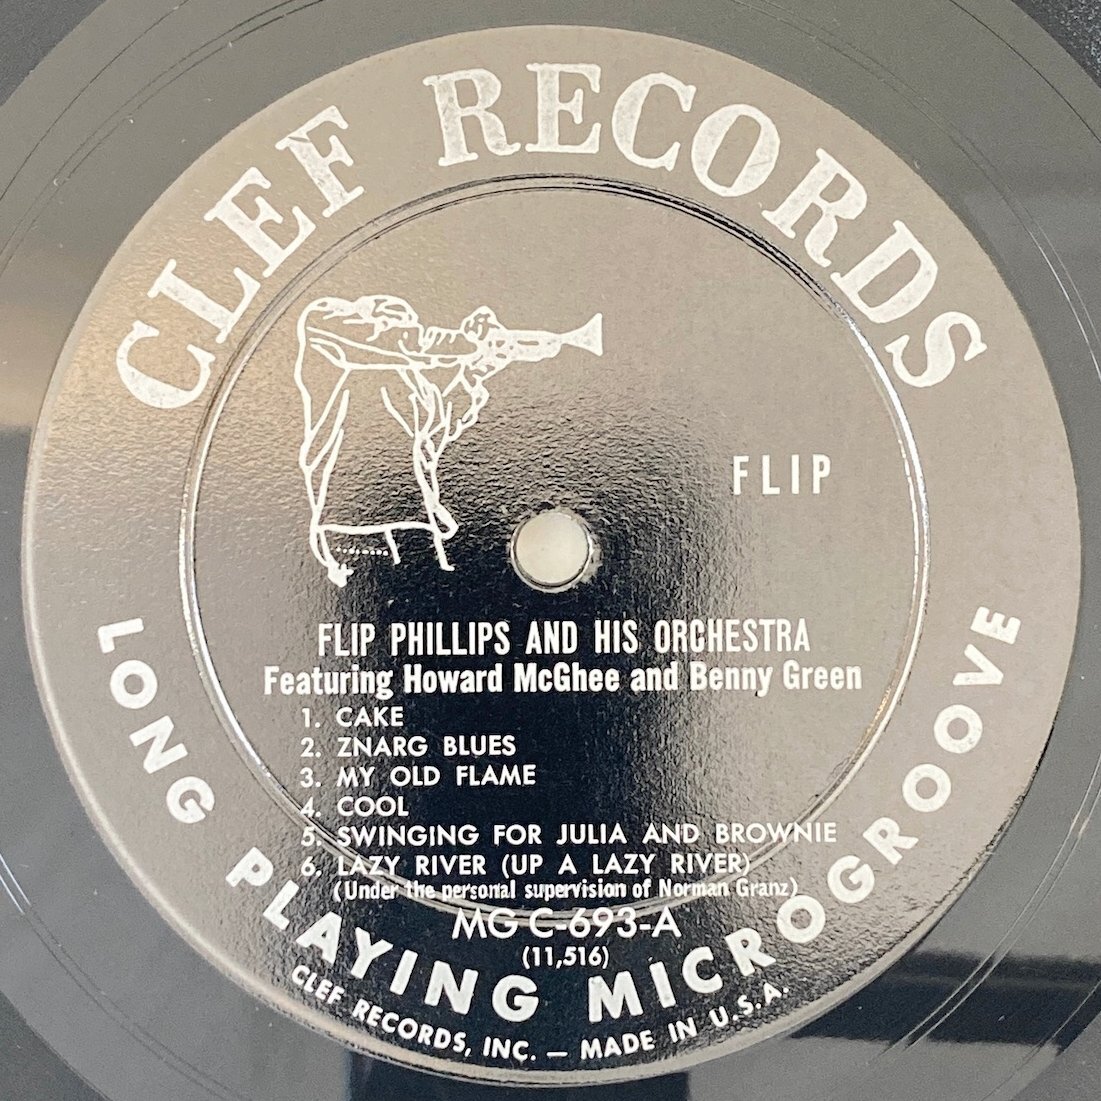 CLEF RECORDS
FLIP
FLIP PHILLIPS AND HIS ORCHESTRA
Featuring Howard McGhee and Benny Green
1. CAKE
2. ZNARG BLUES
3. MY OLD FLAME
4. COOL
5. SWINGING FOR JULIA AND BROWNIE
6. LAZY RIVER (UP A LAZY RIVER)
(Under the personal supervision of Norman Granz)
MG C-693-A
(11,516)
LONG PLAYING MICROGROOVE
CLEF RECORDS, INC. — MADE IN U.S.A.